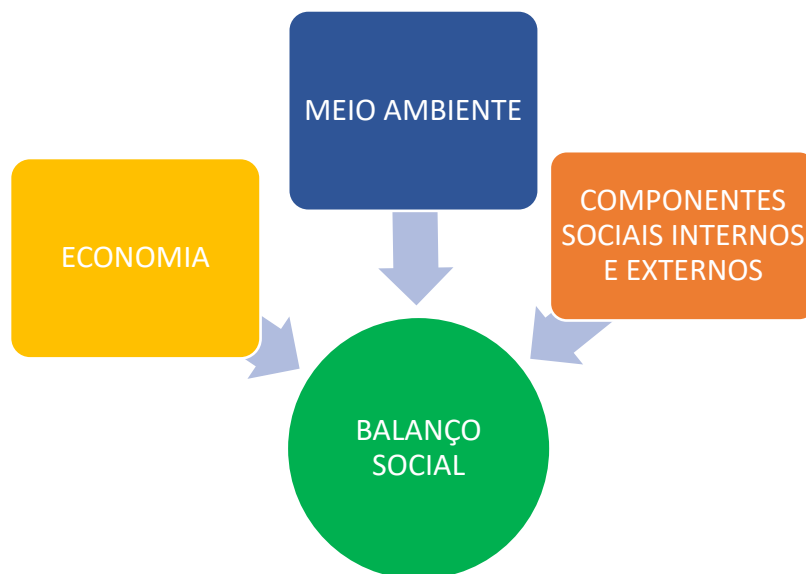 MEIO AMBIENTE
ECONOMIA
COMPONENTES
SOCIAIS INTERNOS
E EXTERNOS
BALANÇO
SOCIAL